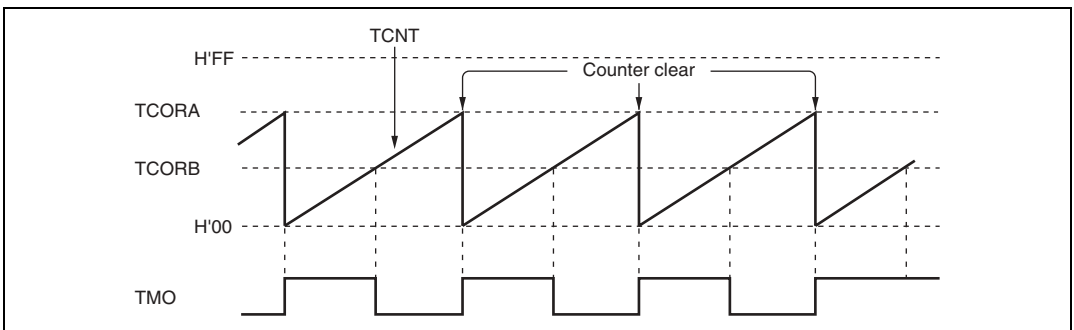 TCNT
H'FF
Counter clear
TCORA
TCORB
H'00
TMO